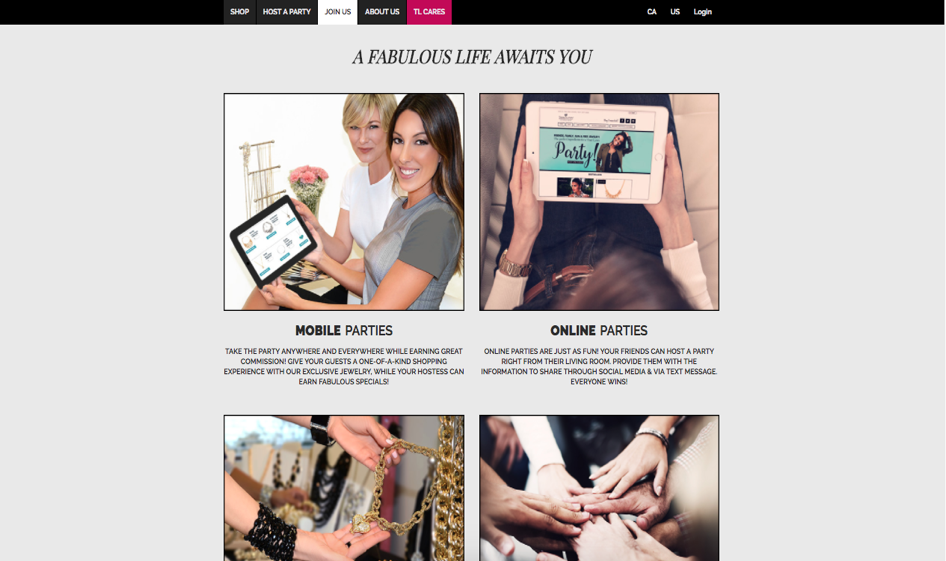 SHOP HOST A PARTY JOIN US ABOUT US TL CARES CA US Login
A FABULOUS LIFE AWAITS YOU
Party!
MOBILE PARTIES
TAKE THE PARTY ANYWHERE AND EVERYWHERE WHILE EARNING GREAT
COMMISSION! GIVE YOUR GUESTS A ONE-OF-A-KIND SHOPPING
EXPERIENCE WITH OUR EXCLUSIVE JEWELRY, WHILE YOUR HOSTESS CAN
EARN FABULOUS SPECIALS!
ONLINE PARTIES
ONLINE PARTIES ARE JUST AS FUN! YOUR FRIENDS CAN HOST A PARTY
RIGHT FROM THEIR LIVING ROOM. PROVIDE THEM WITH THE
INFORMATION TO SHARE THROUGH SOCIAL MEDIA & VIA TEXT MESSAGE.
EVERYONE WINS!